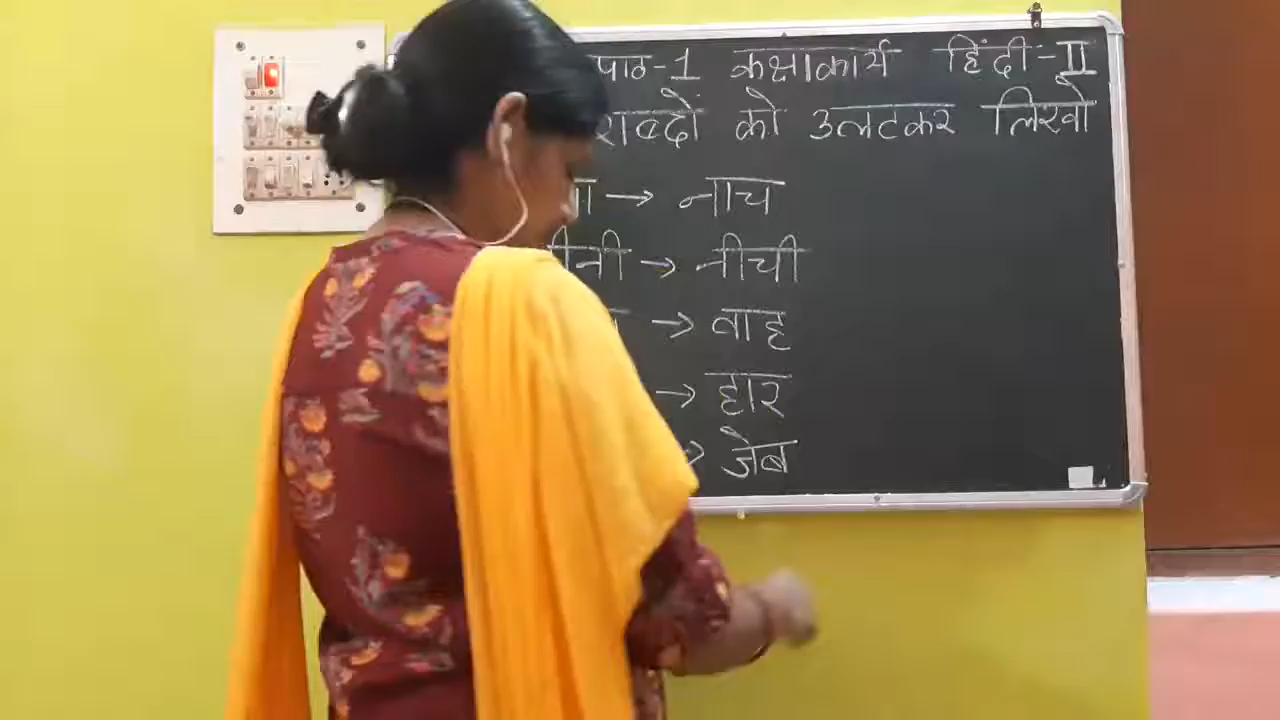 पाठ-1 कक्षाकार्य हिंदी-II
शब्दों को उलटकर लिखो
→ नाच
→ नीची
→ वाह
→ हार
→ जेब